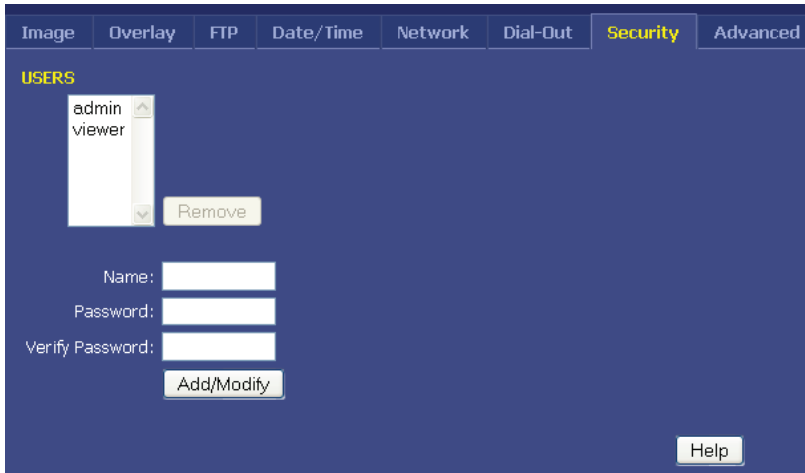 Image Overlay FTP Date/Time Network Dial-Out Security Advanced
USERS
admin
viewer
Remove
Name:
Password:
Verify Password:
Add/Modify
Help